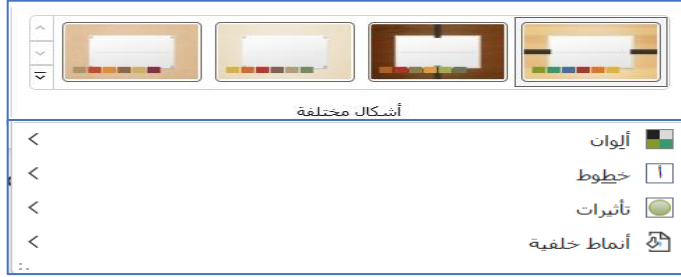 أشكال مختلفة
ألوان
خطوط
أ
تأثيرات
أنماط خلفية